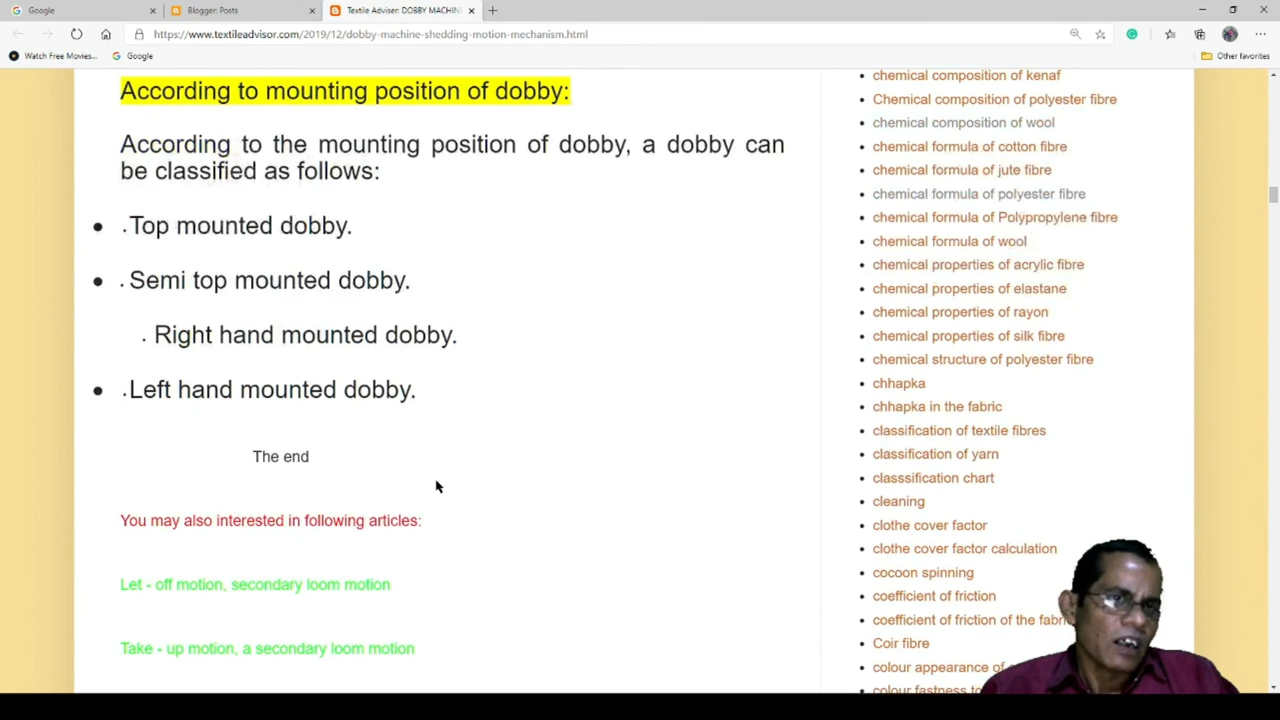 Google
Blogger: Posts
Textile Adviser: DOBBY MACHIN
https://www.textileadvisor.com/2019/12/dobby-machine-shedding-motion-mechanism.html
Watch Free Movies...
Google
Other favorites
According to mounting position of dobby:
According to the mounting position of dobby, a dobby can
be classified as follows:
.Top mounted dobby.
.Semi top mounted dobby.
. Right hand mounted dobby.
.Left hand mounted dobby.
The end
You may also interested in following articles:
Let - off motion, secondary loom motion
Take - up motion, a secondary loom motion
chemical composition of kenaf
Chemical composition of polyester fibre
chemical composition of wool
chemical formula of cotton fibre
chemical formula of jute fibre
chemical formula of polyester fibre
chemical formula of Polypropylene fibre
chemical formula of wool
chemical properties of acrylic fibre
chemical properties of elastane
chemical properties of rayon
chemical properties of silk fibre
chemical structure of polyester fibre
chhapka
chhapka in the fabric
classification of textile fibres
classification of yarn
classsification chart
cleaning
clothe cover factor
clothe cover factor calculation
cocoon spinning
coefficient of friction
coefficient of friction of the fabri
Coir fibre
colour appearance of
colour fastness to